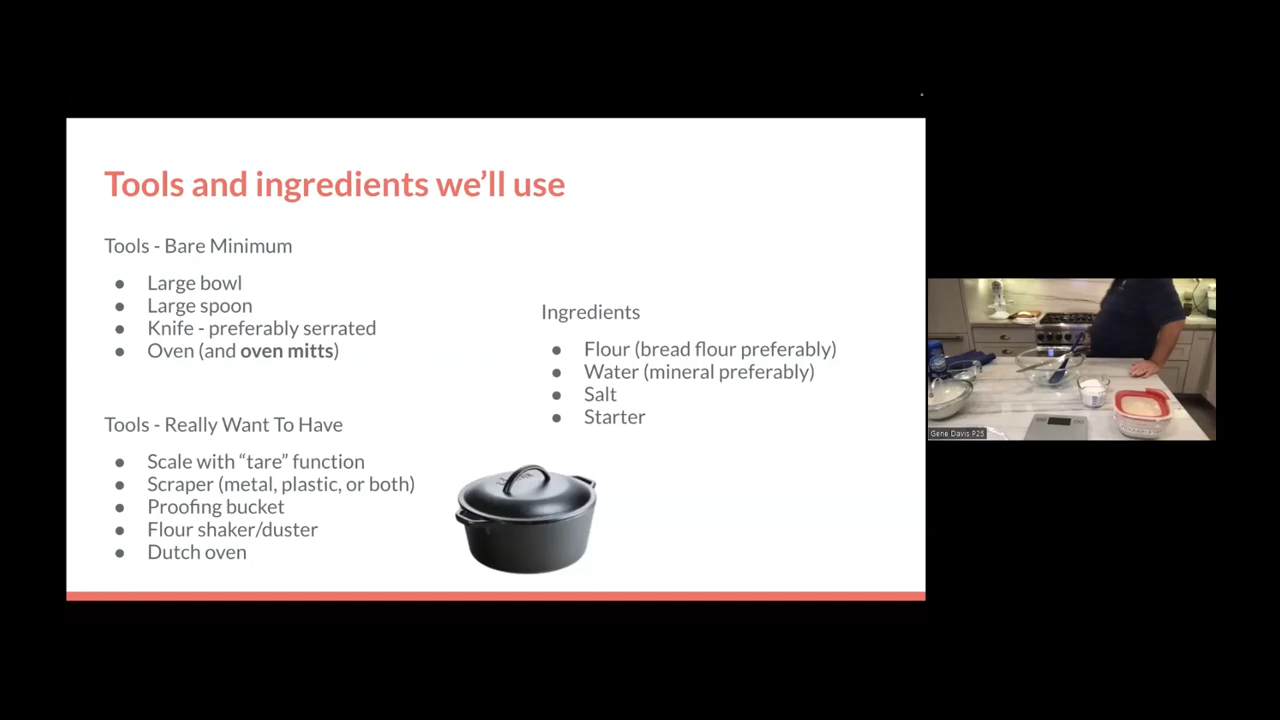 Tools and ingredients we'll use
Tools - Bare Minimum
● Large bowl
● Large spoon
● Knife - preferably serrated
● Oven (and oven mitts)
Tools - Really Want To Have
● Scale with “tare” function
● Scraper (metal, plastic, or both)
● Proofing bucket
● Flour shaker/duster
● Dutch oven
Ingredients
● Flour (bread flour preferably)
● Water (mineral preferably)
● Salt
● Starter
Gene Davis P25